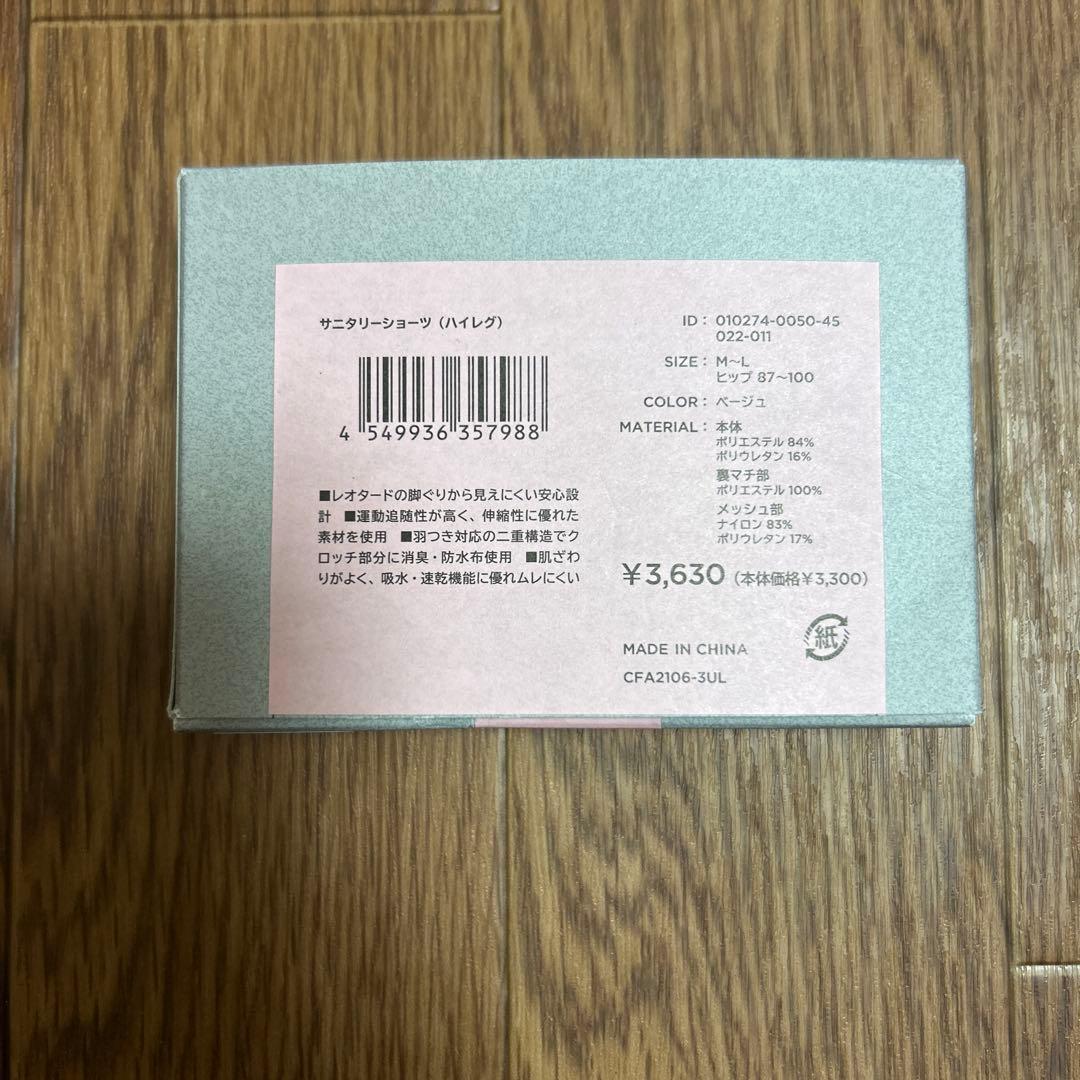 サニタリーショーツ（ハイレグ）
4 549936 357988
■レオタードの脚ぐりから見えにくい安心設
計 ■運動追随性が高く、伸縮性に優れた
素材を使用 ■羽つき対応の二重構造でク
ロッチ部分に消臭・防水布使用 ■肌ざわ
りがよく、吸水・速乾機能に優れムレにくい
ID： 010274-0050-45
022-011
SIZE： M〜L
ヒップ 87〜100
COLOR： ベージュ
MATERIAL： 本体
ポリエステル 84%
ポリウレタン 16%
裏マチ部
ポリエステル 100%
メッシュ部
ナイロン 83%
ポリウレタン 17%
￥3,630（本体価格￥3,300）
紙
MADE IN CHINA
CFA2106-3UL